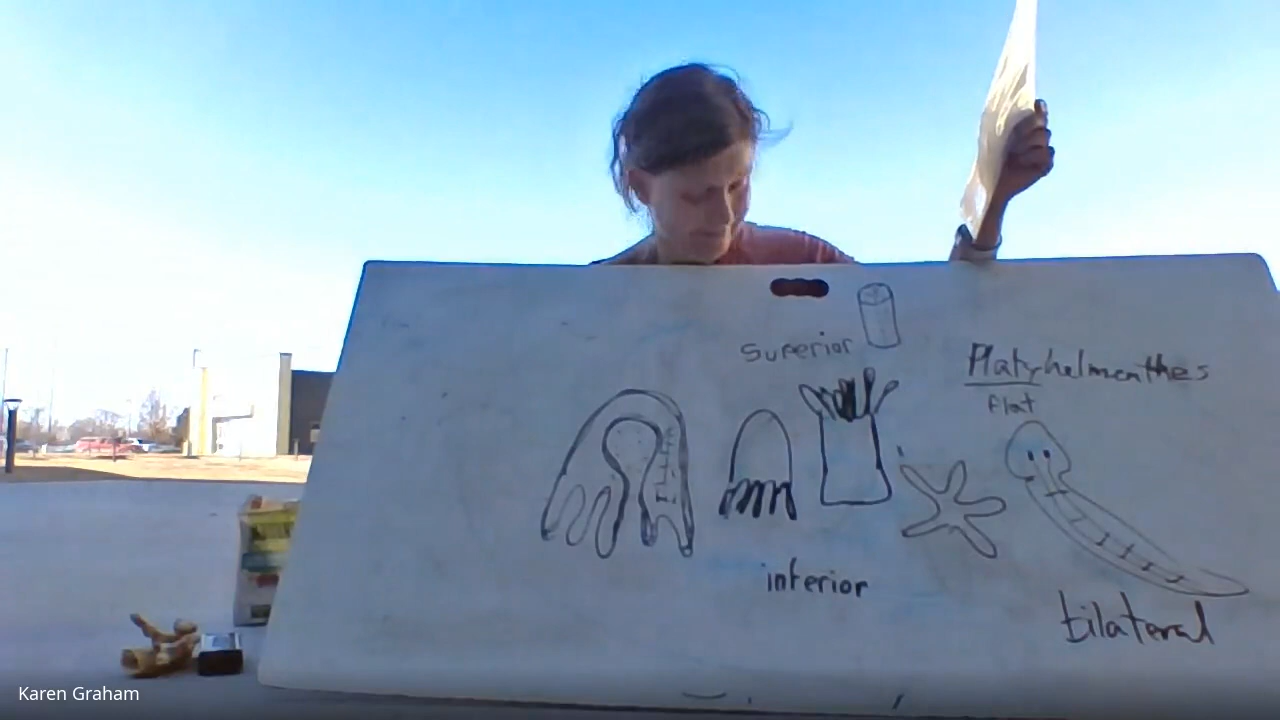 Superior
Platyhelmenthes
flat
inferior
bilateral
Karen Graham